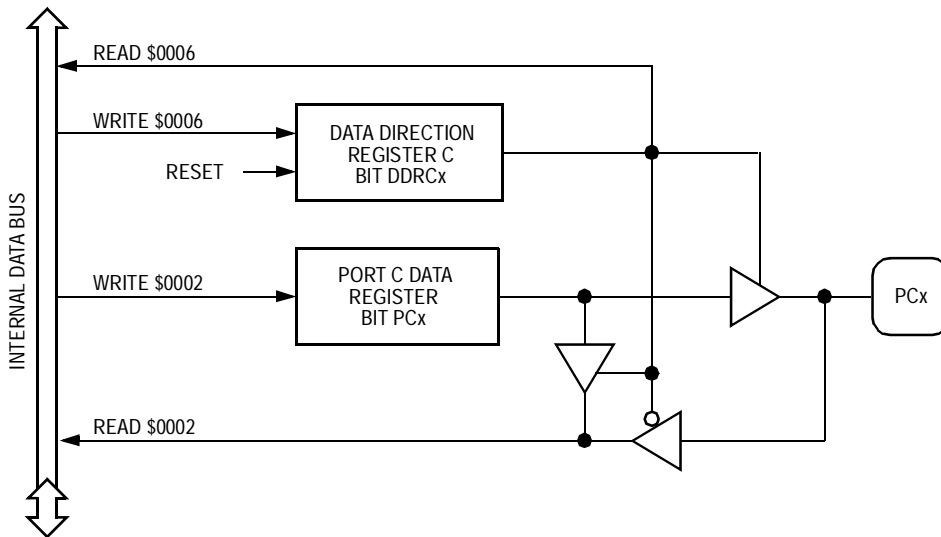 READ $0006
WRITE $0006
RESET
DATA DIRECTION
REGISTER C
BIT DDRCx
INTERNAL DATA BUS
WRITE $0002
PORT C DATA
REGISTER
BIT PCx
PCx
READ $0002